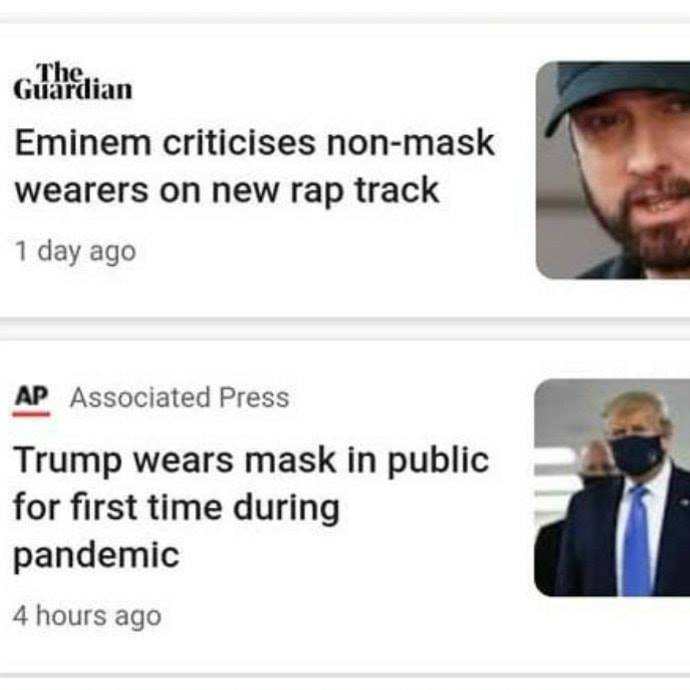 The
Guardian
Eminem criticises non-mask
wearers on new rap track
1 day ago
AP Associated Press
Trump wears mask in public
for first time during
pandemic
4 hours ago